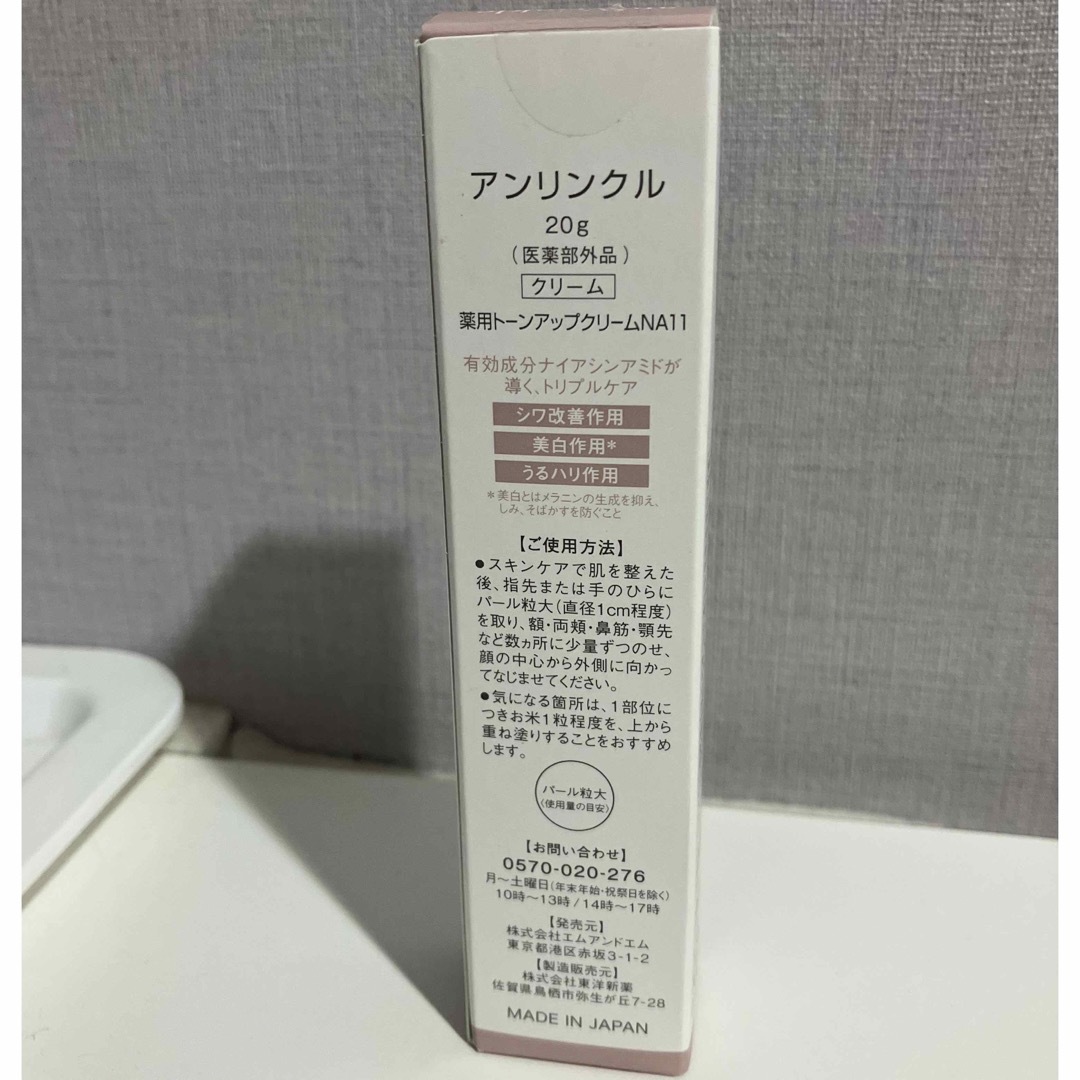 アンリンクル
20g
(医薬部外品)
クリーム
薬用トーンアップクリームNA11
有効成分ナイアシンアミドが
導く、トリプルケア
シワ改善作用
美白作用*
うるハリ作用
*美白とはメラニンの生成を抑え、
しみ、そばかすを防ぐこと
【ご使用方法】
●スキンケアで肌を整えた
後、指先または手のひらに
パール粒大(直径1cm程度)
を取り、額・両頬・鼻筋・顎先
など数ヵ所に少量ずつのせ、
顔の中心から外側に向かっ
てなじませてください。
●気になる箇所は、1部位に
つきお米1粒程度を、上から
重ね塗りすることをおすすめ
します。
パール粒大
〈使用量の目安〉
【お問い合わせ】
0570-020-276
月〜土曜日(年末年始・祝祭日を除く)
10時〜13時/14時〜17時
【発売元】
株式会社エムアンドエム
東京都港区赤坂3-1-2
【製造販売元】
株式会社東洋新薬
佐賀県鳥栖市弥生が丘7-28
MADE IN JAPAN